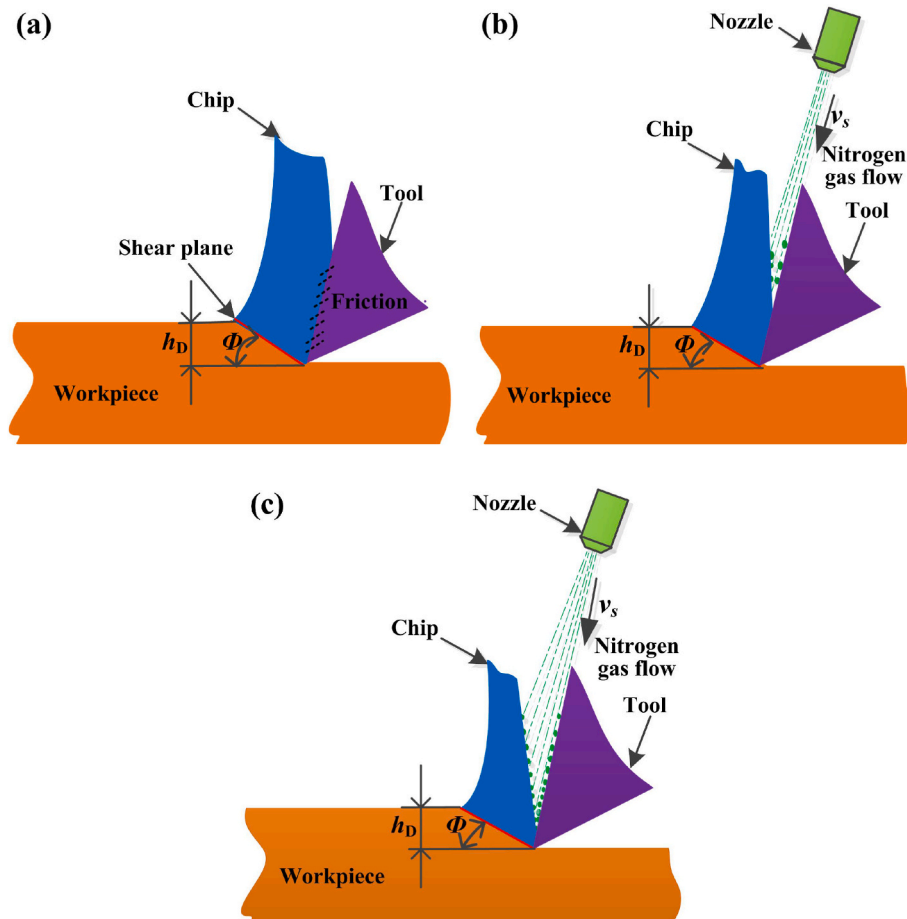 (a)
Chip
Tool
Shear plane
Friction
h_D
Φ
Workpiece
(b)
Nozzle
v_s
Chip
Nitrogen
gas flow
Tool
h_D
Φ
Workpiece
(c)
Nozzle
v_s
Chip
Nitrogen
gas flow
Tool
h_D
Φ
Workpiece